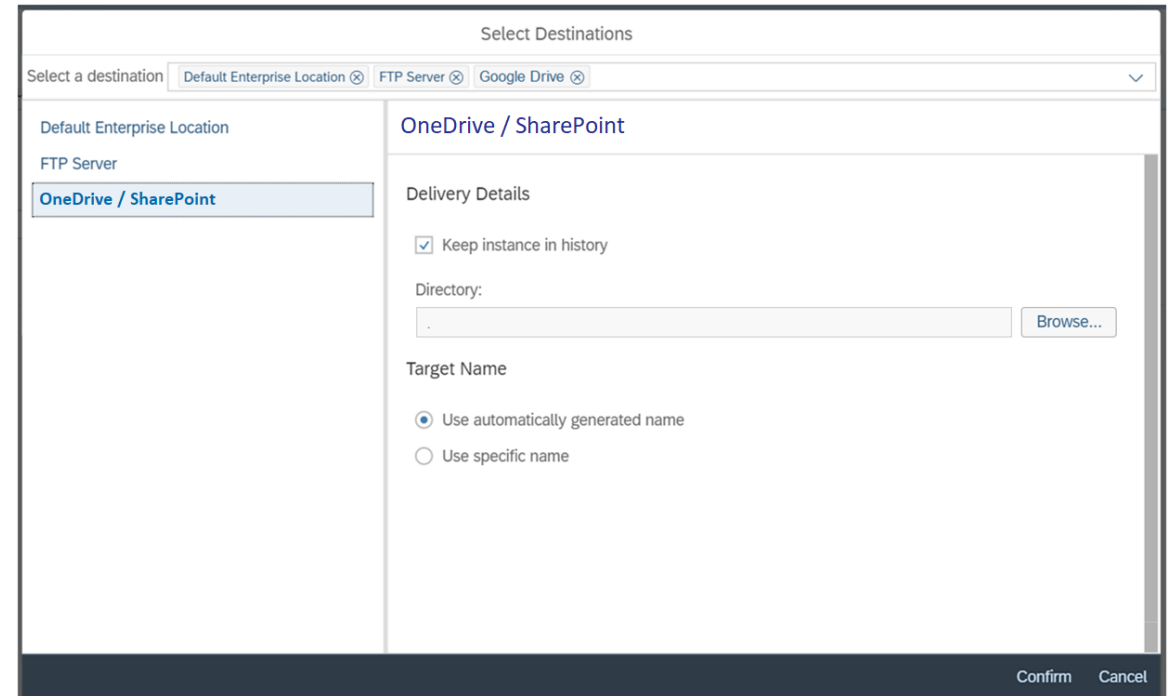 Select Destinations
Select a destination Default Enterprise Location FTP Server Google Drive
Default Enterprise Location
FTP Server
OneDrive / SharePoint
OneDrive / SharePoint
Delivery Details
Keep instance in history
Directory:
. Browse...
Target Name
Use automatically generated name
Use specific name
Confirm Cancel